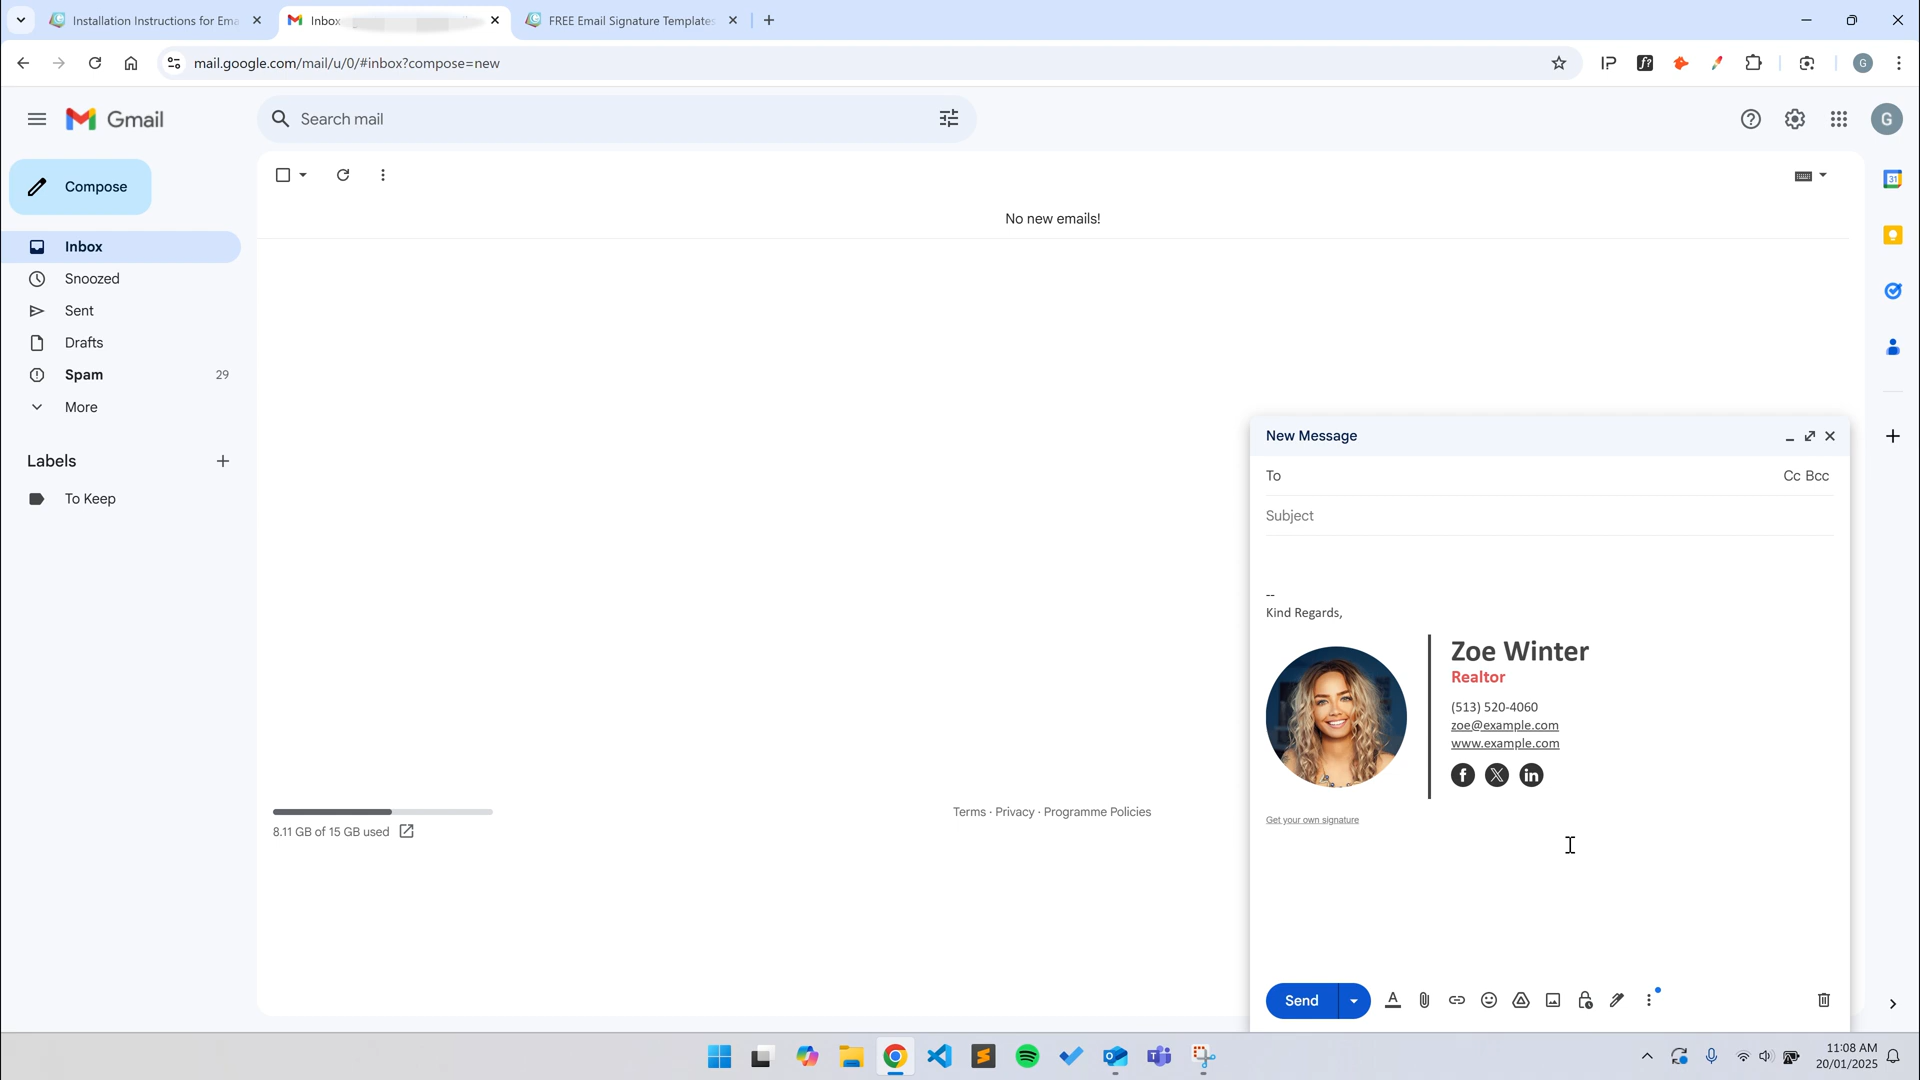 Installation Instructions for Ema
Inbox
FREE Email Signature Templates
mail.google.com/mail/u/0/#inbox?compose=new
G
Gmail
Search mail
G
Compose
No new emails!
Inbox
Snoozed
Sent
Drafts
Spam 29
More
Labels
To Keep
31
New Message
To Cc Bcc
Subject
--
Kind Regards,
Zoe Winter
Realtor
(513) 520-4060
zoe@example.com
www.example.com
Get your own signature
Terms · Privacy · Programme Policies
8.11 GB of 15 GB used
Send
11:08 AM
20/01/2025